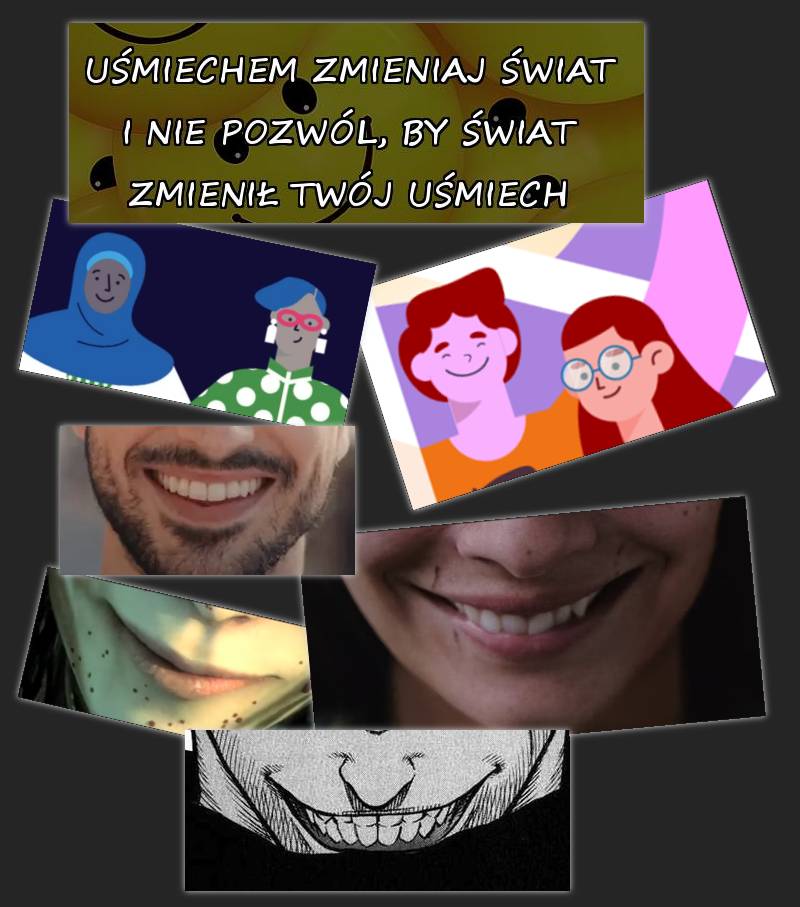 UŚMIECHEM ZMIENIAJ ŚWIAT
I NIE POZWÓL, BY ŚWIAT
ZMIENIŁ TWÓJ UŚMIECH